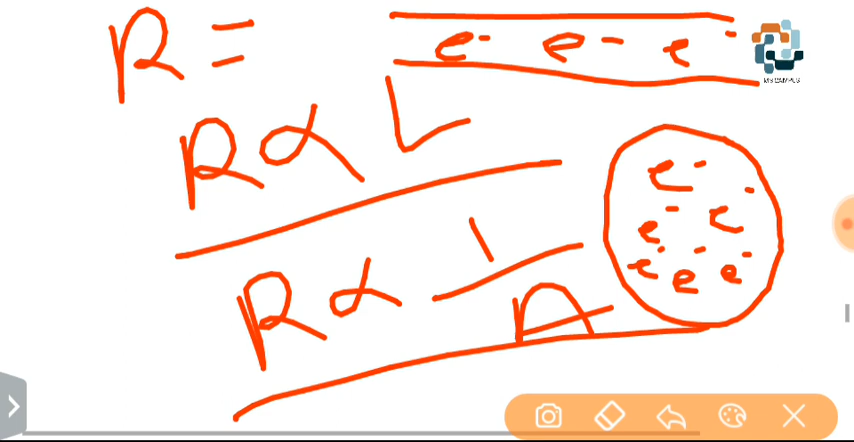 R =
e- e- e-
R α L
R α 1/A
e- e- e- e- e- e-